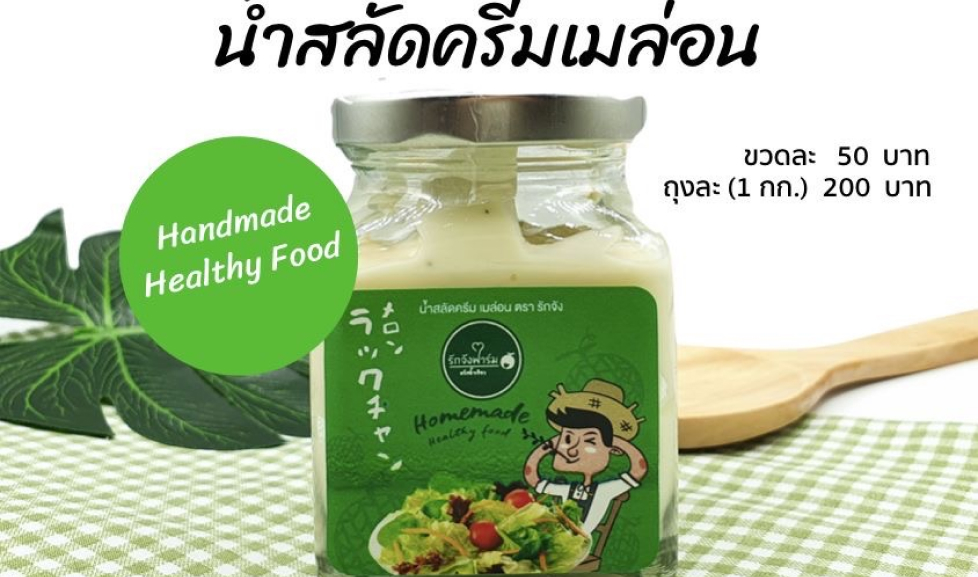 น้ำสลัดครีมเมล่อน
ขวดละ 50 บาท
ถุงละ (1 กก.) 200 บาท
Handmade
Healthy Food
น้ำสลัดครีม เมล่อน ตรา รักจัง
メロン
ラックチャン
รักจังฟาร์ม
Homemade
Healthy food